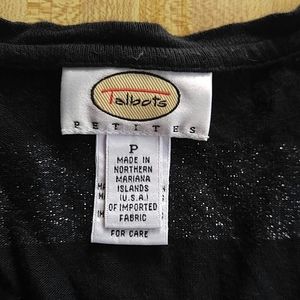 Talbots
PETITES
P
MADE IN
NORTHERN
MARIANA
ISLANDS
(U.S.A.)
OF IMPORTED
FABRIC
FOR CARE